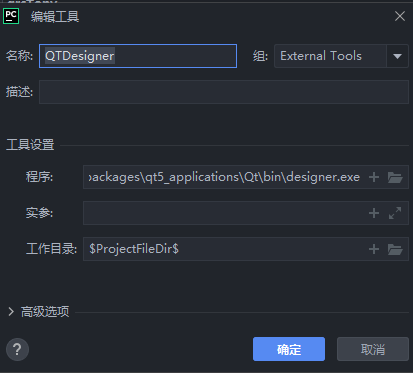 PC 编辑工具
名称: QTDesigner 组: External Tools
描述:
工具设置
程序: ackages\qt5_applications\Qt\bin\designer.exe
实参:
工作目录: $ProjectFileDir$
高级选项
? 确定 取消